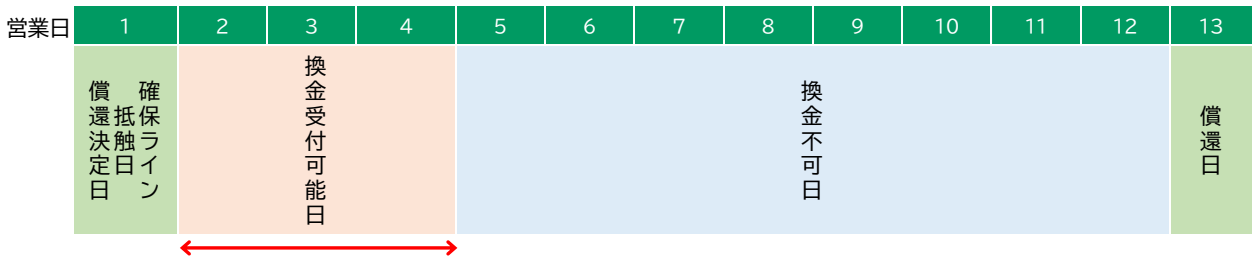 営業日 1 2 3 4 5 6 7 8 9 10 11 12 13
確保ライン
抵触日
償還決定日
換金受付可能日
換金不可日
償還日